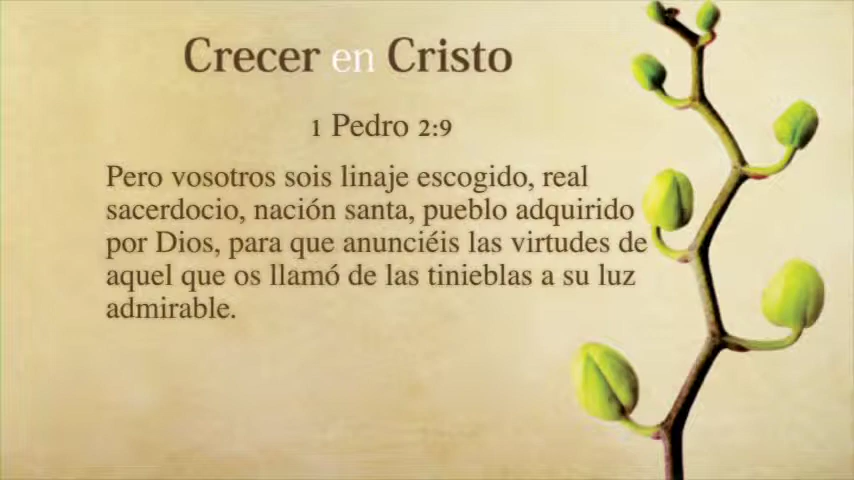 Crecer en Cristo
1 Pedro 2:9
Pero vosotros sois linaje escogido, real
sacerdocio, nación santa, pueblo adquirido
por Dios, para que anunciéis las virtudes de
aquel que os llamó de las tinieblas a su luz
admirable.